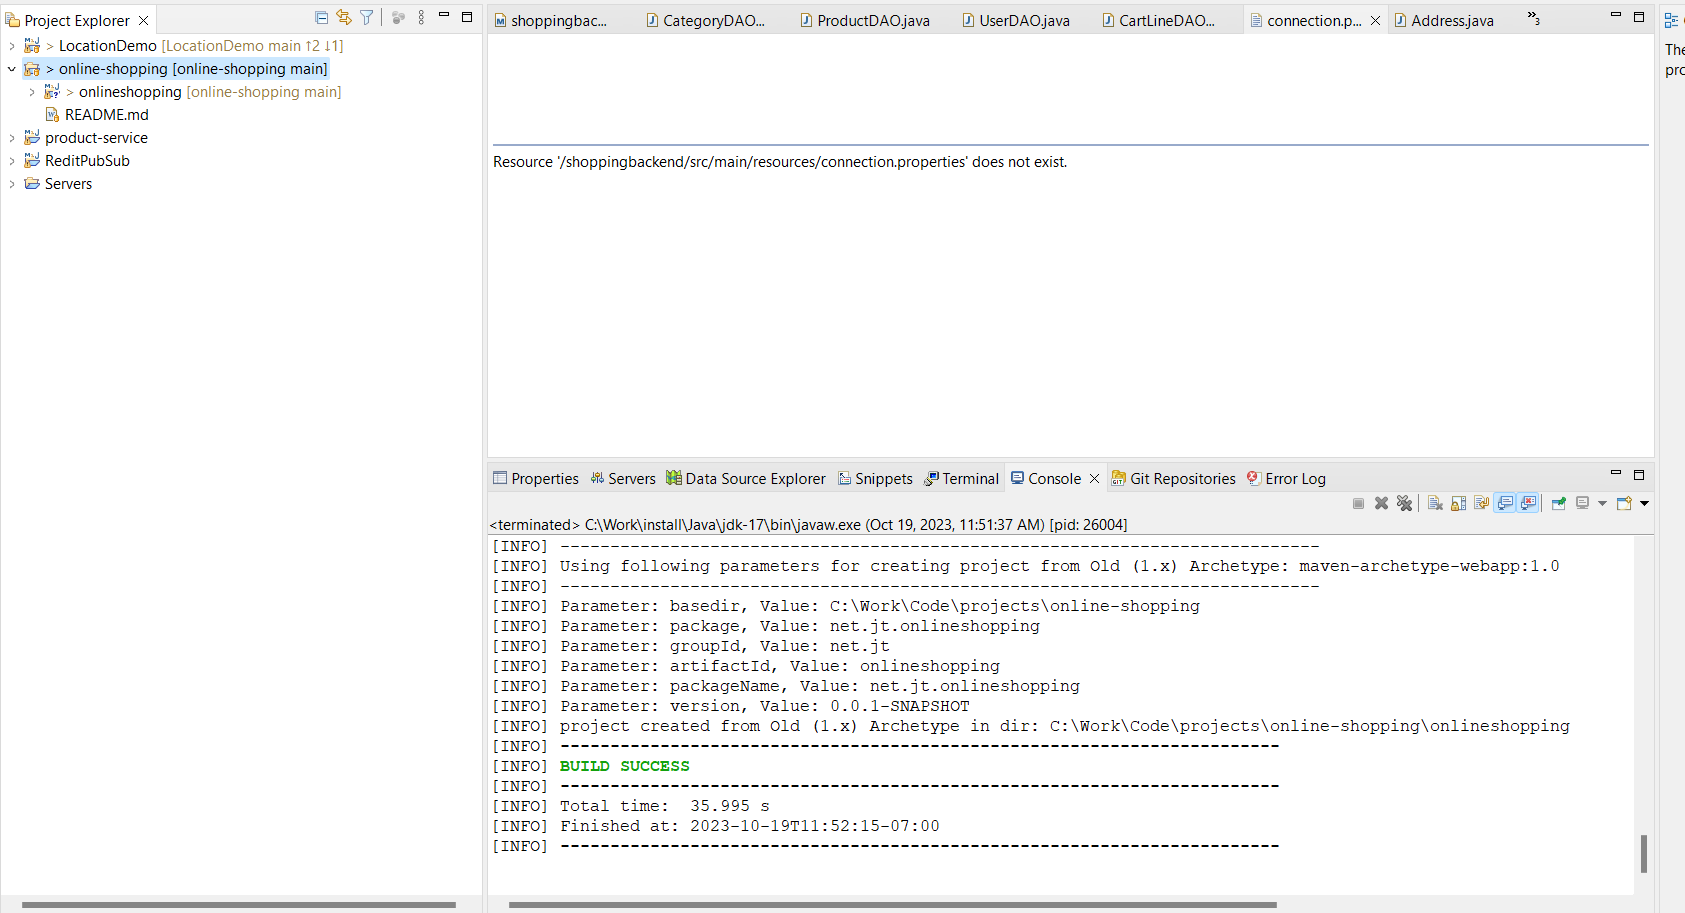 Project Explorer
> LocationDemo [LocationDemo main ↑2 ↓1]
> online-shopping [online-shopping main]
> onlineshopping [online-shopping main]
README.md
product-service
ReditPubSub
Servers
shoppingbac... CategoryDAO... ProductDAO.java UserDAO.java CartLineDAO... connection.p... Address.java »3
Resource '/shoppingbackend/src/main/resources/connection.properties' does not exist.
The
pro
Properties Servers Data Source Explorer Snippets Terminal Console Git Repositories Error Log
<terminated> C:\Work\install\Java\jdk-17\bin\javaw.exe (Oct 19, 2023, 11:51:37 AM) [pid: 26004]
[INFO] ----------------------------------------------------------------------------
[INFO] Using following parameters for creating project from Old (1.x) Archetype: maven-archetype-webapp:1.0
[INFO] ----------------------------------------------------------------------------
[INFO] Parameter: basedir, Value: C:\Work\Code\projects\online-shopping
[INFO] Parameter: package, Value: net.jt.onlineshopping
[INFO] Parameter: groupId, Value: net.jt
[INFO] Parameter: artifactId, Value: onlineshopping
[INFO] Parameter: packageName, Value: net.jt.onlineshopping
[INFO] Parameter: version, Value: 0.0.1-SNAPSHOT
[INFO] project created from Old (1.x) Archetype in dir: C:\Work\Code\projects\online-shopping\onlineshopping
[INFO] ------------------------------------------------------------------------
[INFO] BUILD SUCCESS
[INFO] ------------------------------------------------------------------------
[INFO] Total time:  35.995 s
[INFO] Finished at: 2023-10-19T11:52:15-07:00
[INFO] ------------------------------------------------------------------------